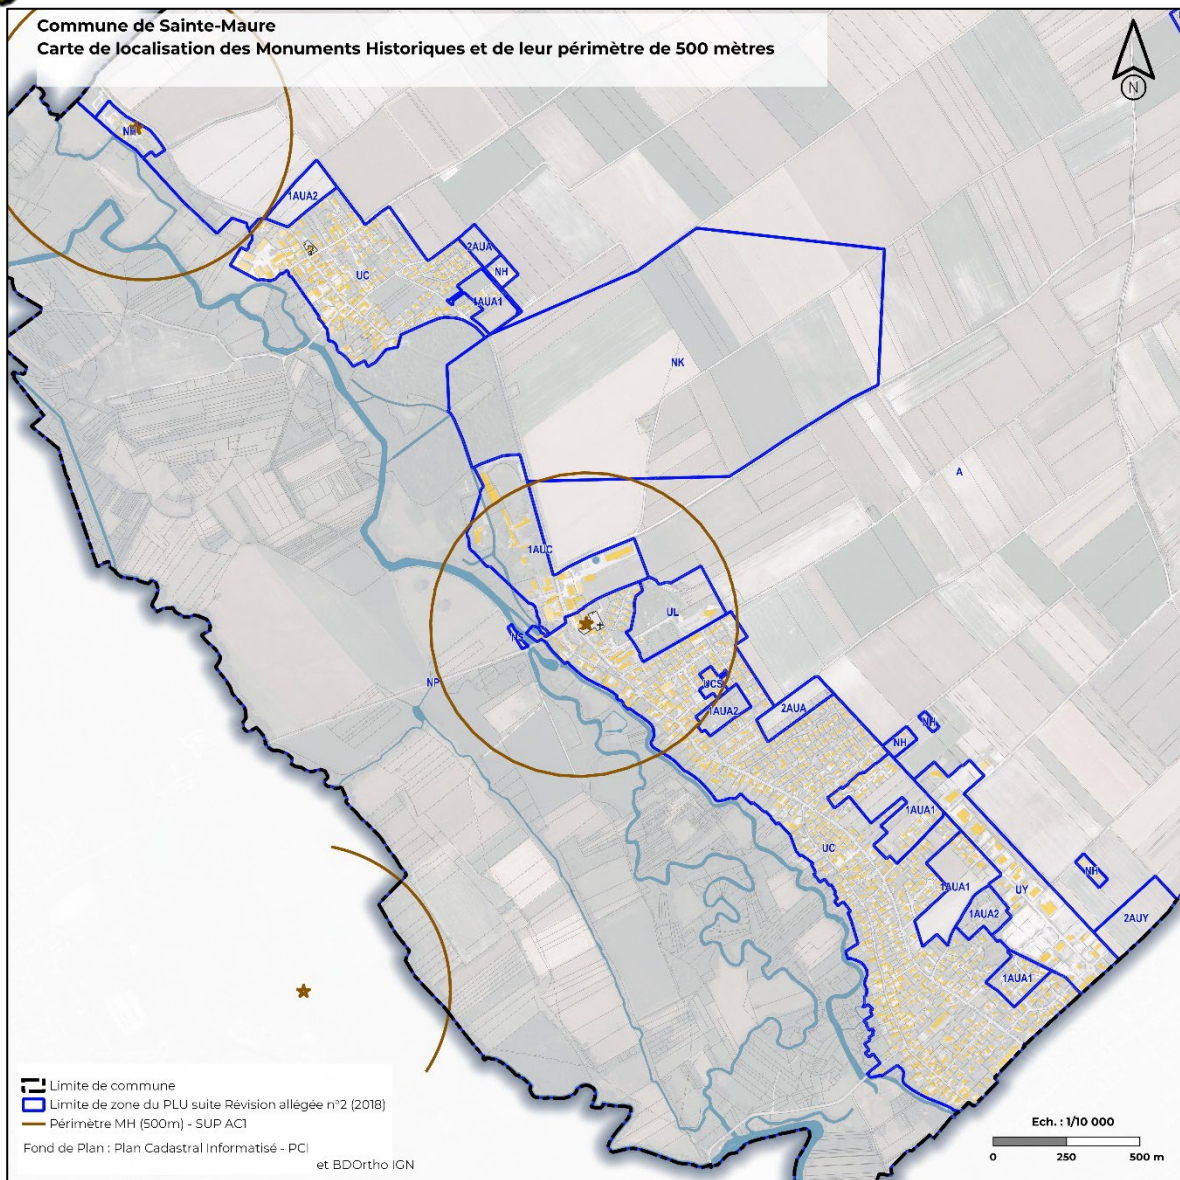 Commune de Sainte-Maure
Carte de localisation des Monuments Historiques et de leur périmètre de 500 mètres
N
NH
1AUA2
UC
2AUA
NH
1AUA1
NK
A
1AUC
UL
NS
NP
UCS
1AUA2
2AUA
NH
NH
1AUA1
UC
1AUA1
UY
NH
1AUA2
2AUY
1AUA1
Limite de commune
Limite de zone du PLU suite Révision allégée n°2 (2018)
Périmètre MH (500m) - SUP AC1
Fond de Plan : Plan Cadastral Informatisé - PCI
et BDOrtho IGN
Ech. : 1/10 000
0 250 500 m